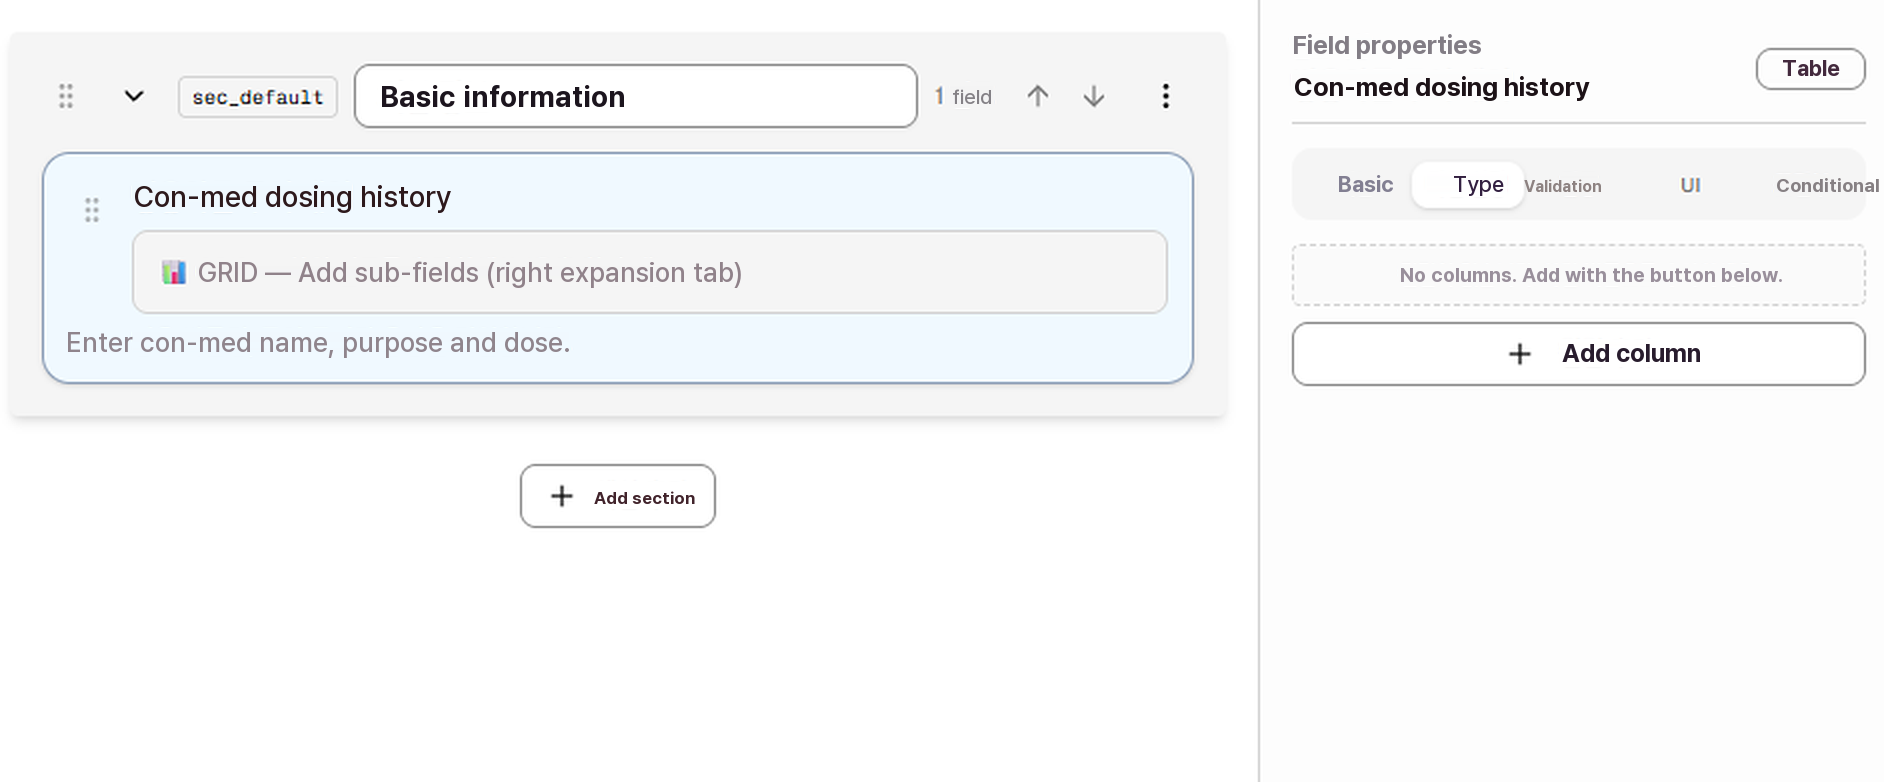 sec_default
Basic information
1 field
Con-med dosing history
GRID — Add sub-fields (right expansion tab)
Enter con-med name, purpose and dose.
Add section
Field properties
Con-med dosing history
Table
Basic Type Validation UI Conditional
No columns. Add with the button below.
Add column